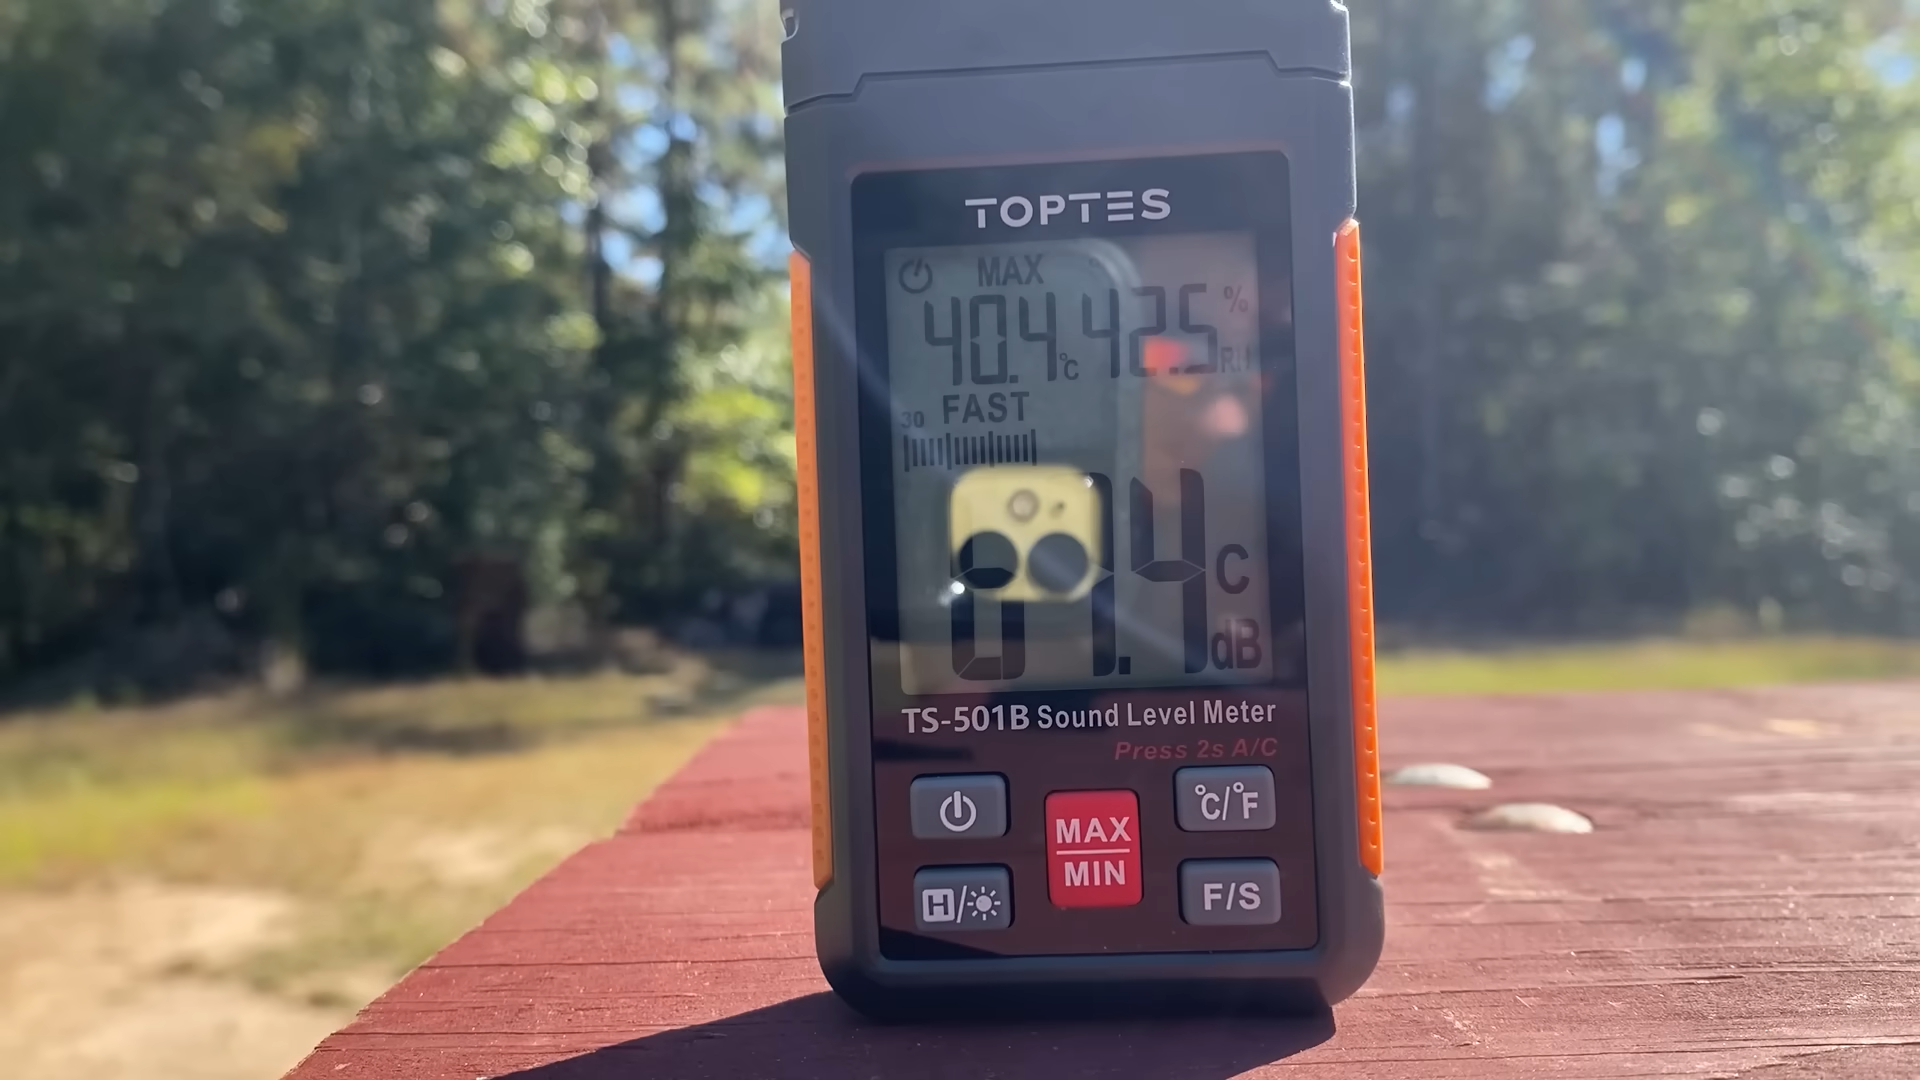 TOPTES
MAX
40.4°C 42.5%RH
30 FAST
.4 C
dB
TS-501B Sound Level Meter
Press 2s A/C
°C/°F
MAX
MIN
H/
F/S